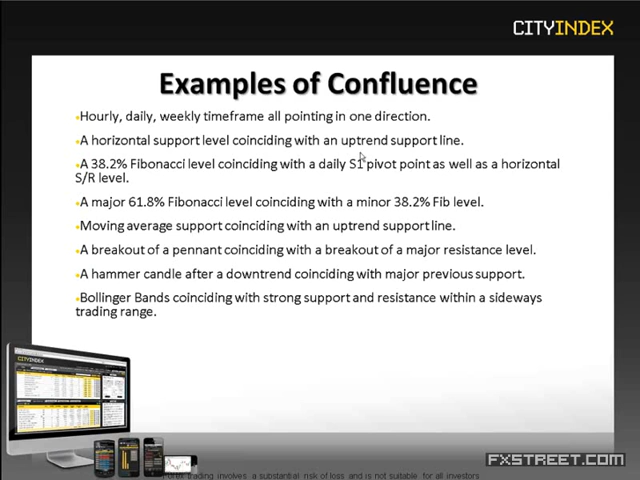 CITYINDEX
Examples of Confluence
•Hourly, daily, weekly timeframe all pointing in one direction.
•A horizontal support level coinciding with an uptrend support line.
•A 38.2% Fibonacci level coinciding with a daily S1 pivot point as well as a horizontal
S/R level.
•A major 61.8% Fibonacci level coinciding with a minor 38.2% Fib level.
•Moving average support coinciding with an uptrend support line.
•A breakout of a pennant coinciding with a breakout of a major resistance level.
•A hammer candle after a downtrend coinciding with major previous support.
•Bollinger Bands coinciding with strong support and resistance within a sideways
trading range.
CITYINDEX
FXSTREET.COM
Forex trading involves a substantial risk of loss and is not suitable for all investors